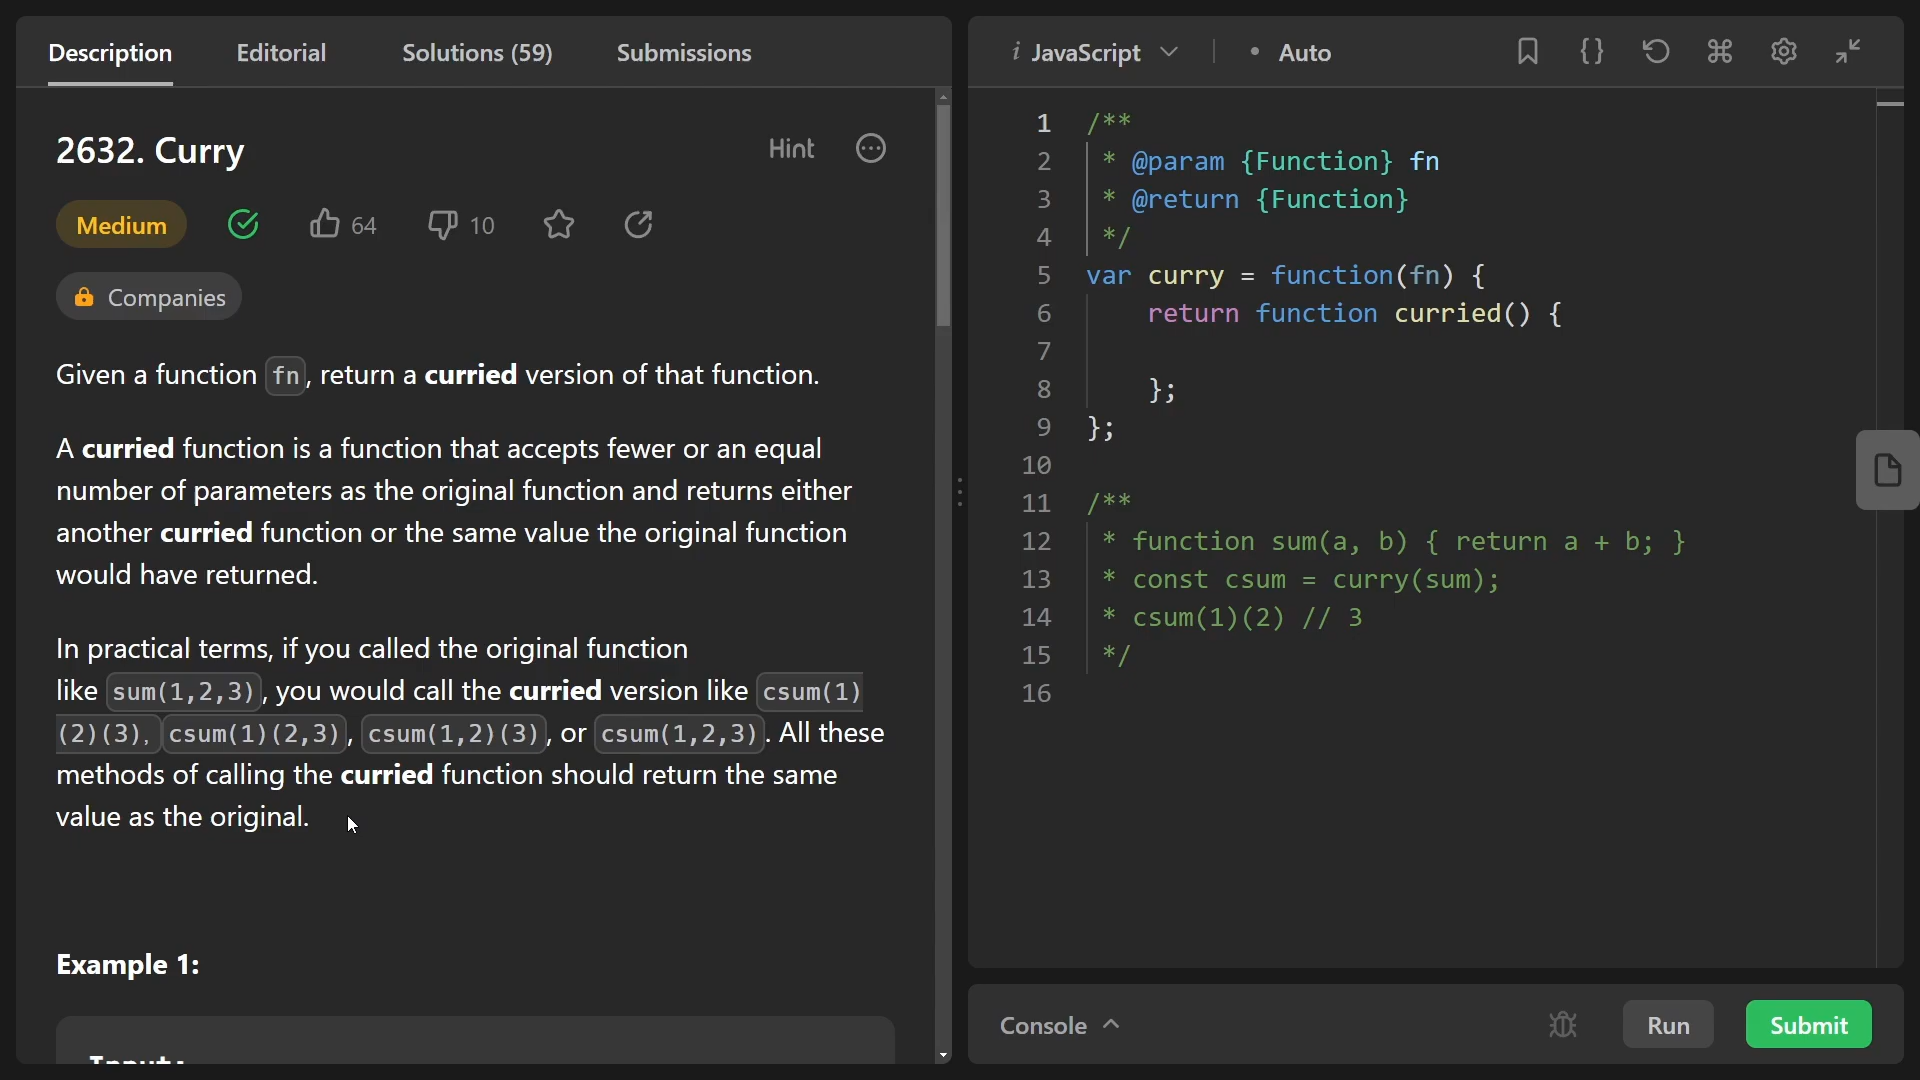 Description Editorial Solutions (59) Submissions
2632. Curry Hint
Medium 64 10
Companies
Given a function fn, return a curried version of that function.
A curried function is a function that accepts fewer or an equal
number of parameters as the original function and returns either
another curried function or the same value the original function
would have returned.
In practical terms, if you called the original function
like sum(1,2,3), you would call the curried version like csum(1)
(2)(3), csum(1)(2,3), csum(1,2)(3), or csum(1,2,3). All these
methods of calling the curried function should return the same
value as the original.
Example 1:
i JavaScript • Auto
1 /**
2 * @param {Function} fn
3 * @return {Function}
4 */
5 var curry = function(fn) {
6 return function curried() {
7
8 };
9 };
10
11 /**
12 * function sum(a, b) { return a + b; }
13 * const csum = curry(sum);
14 * csum(1)(2) // 3
15 */
16
Console Run Submit